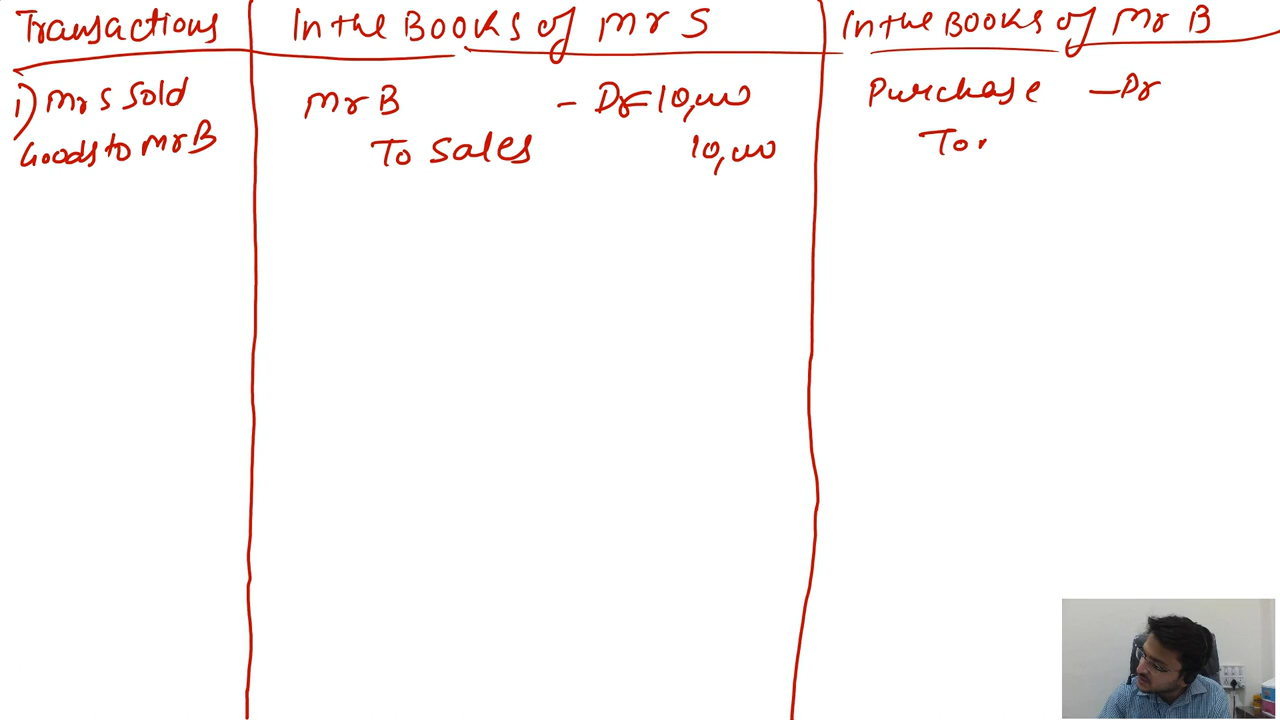 Transactions
In the Books of Mr S
In the Books of Mr B
1) Mr S Sold
Goods to Mr B
Mr B - Dr 10,000
To Sales 10,000
Purchase - Dr
To